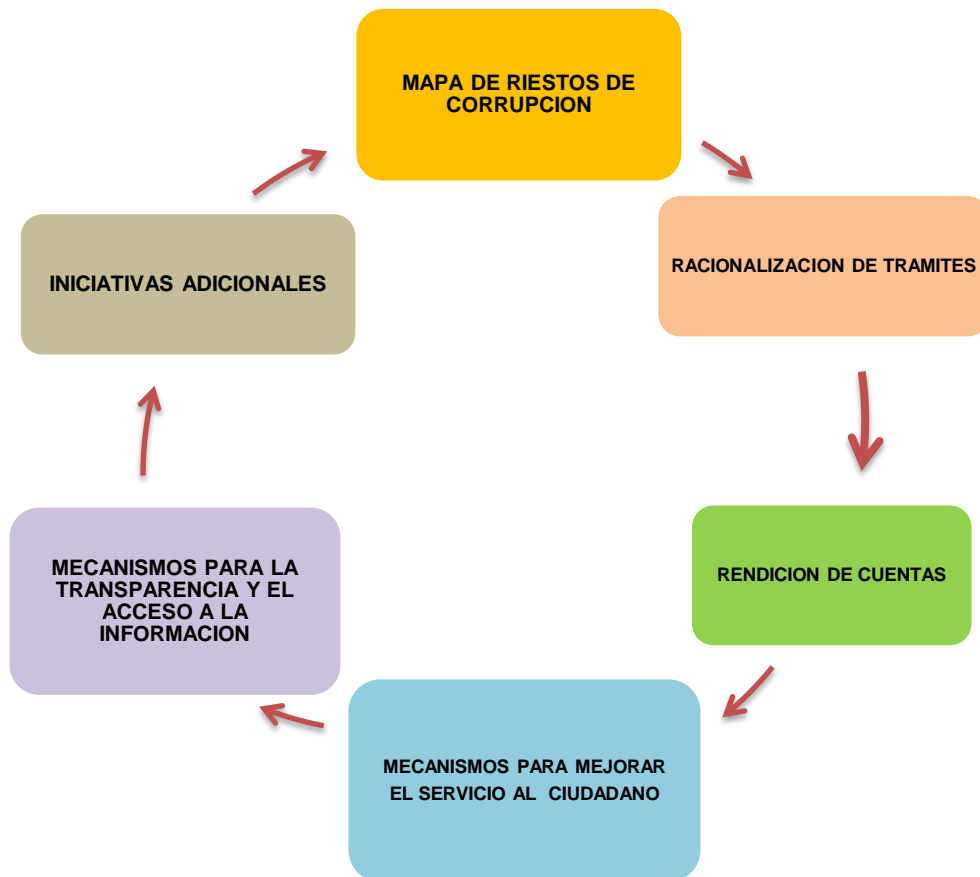 MAPA DE RIESTOS DE
CORRUPCION
RACIONALIZACION DE TRAMITES
RENDICION DE CUENTAS
MECANISMOS PARA MEJORAR
EL SERVICIO AL CIUDADANO
MECANISMOS PARA LA
TRANSPARENCIA Y EL
ACCESO A LA
INFORMACION
INICIATIVAS ADICIONALES